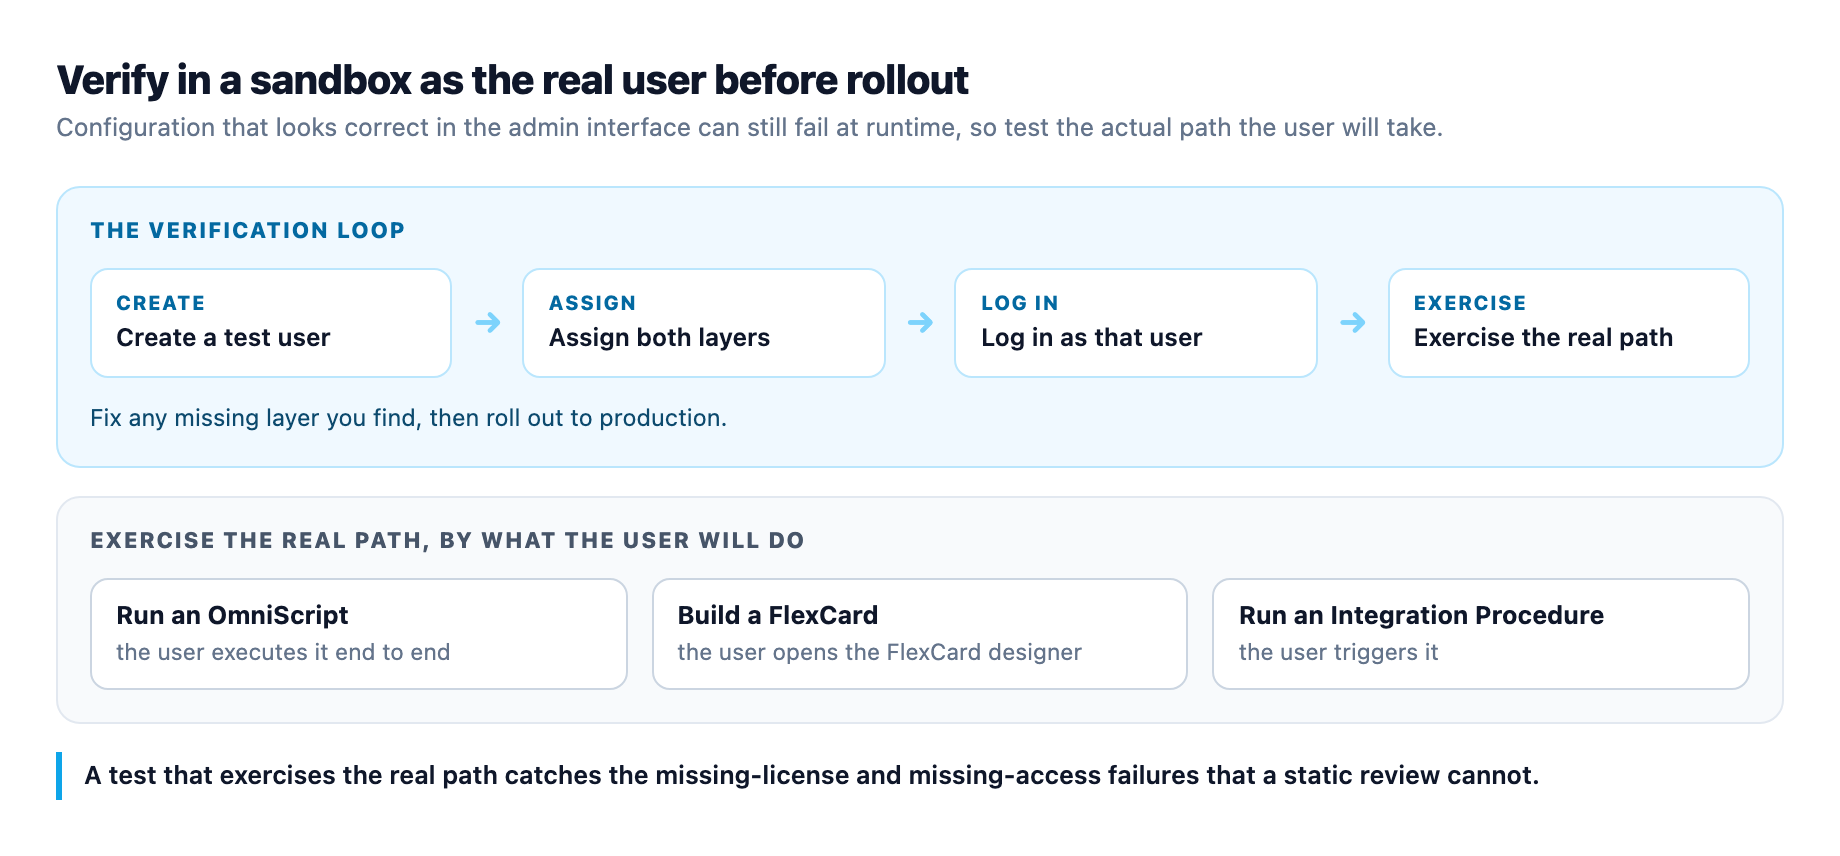 Verify in a sandbox as the real user before rollout
Configuration that looks correct in the admin interface can still fail at runtime, so test the actual path the user will take.
THE VERIFICATION LOOP
CREATE
Create a test user
ASSIGN
Assign both layers
LOG IN
Log in as that user
EXERCISE
Exercise the real path
Fix any missing layer you find, then roll out to production.
EXERCISE THE REAL PATH, BY WHAT THE USER WILL DO
Run an OmniScript
the user executes it end to end
Build a FlexCard
the user opens the FlexCard designer
Run an Integration Procedure
the user triggers it
A test that exercises the real path catches the missing-license and missing-access failures that a static review cannot.